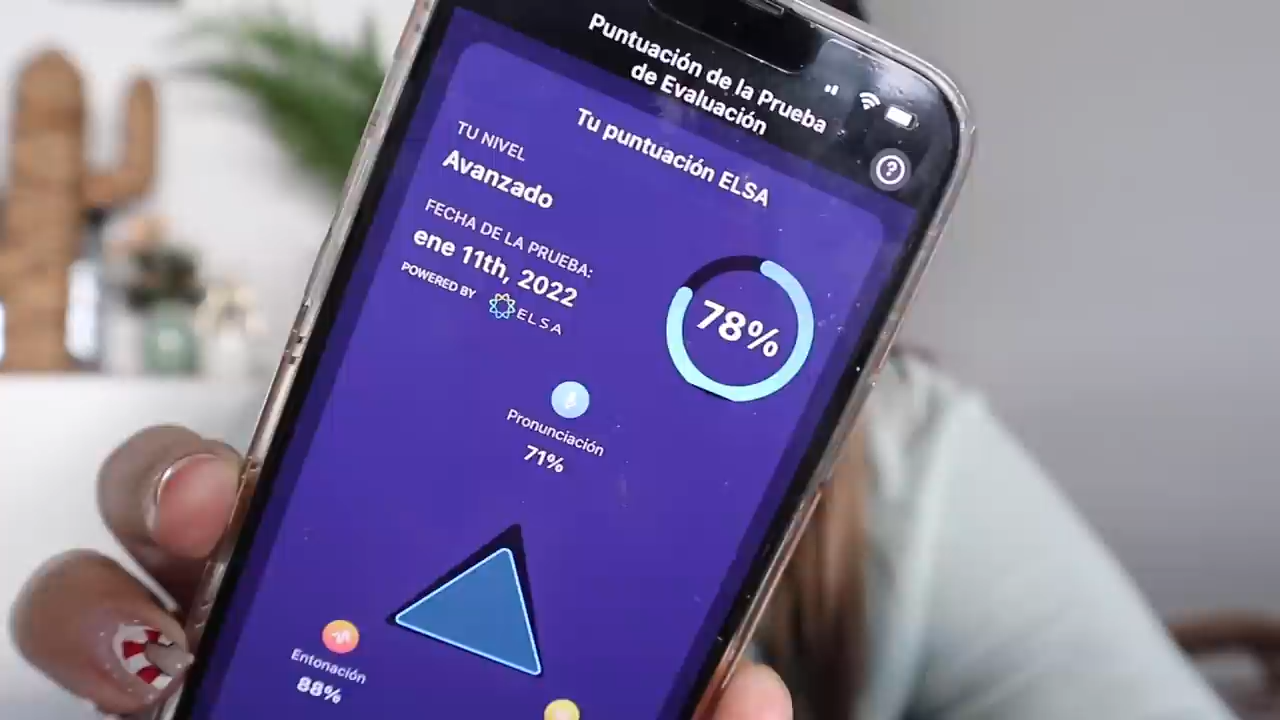 Puntuación de la Prueba
de Evaluación
Tu puntuación ELSA
TU NIVEL
Avanzado
FECHA DE LA PRUEBA:
ene 11th, 2022
POWERED BY ELSA
78%
Pronunciación
71%
Entonación
88%